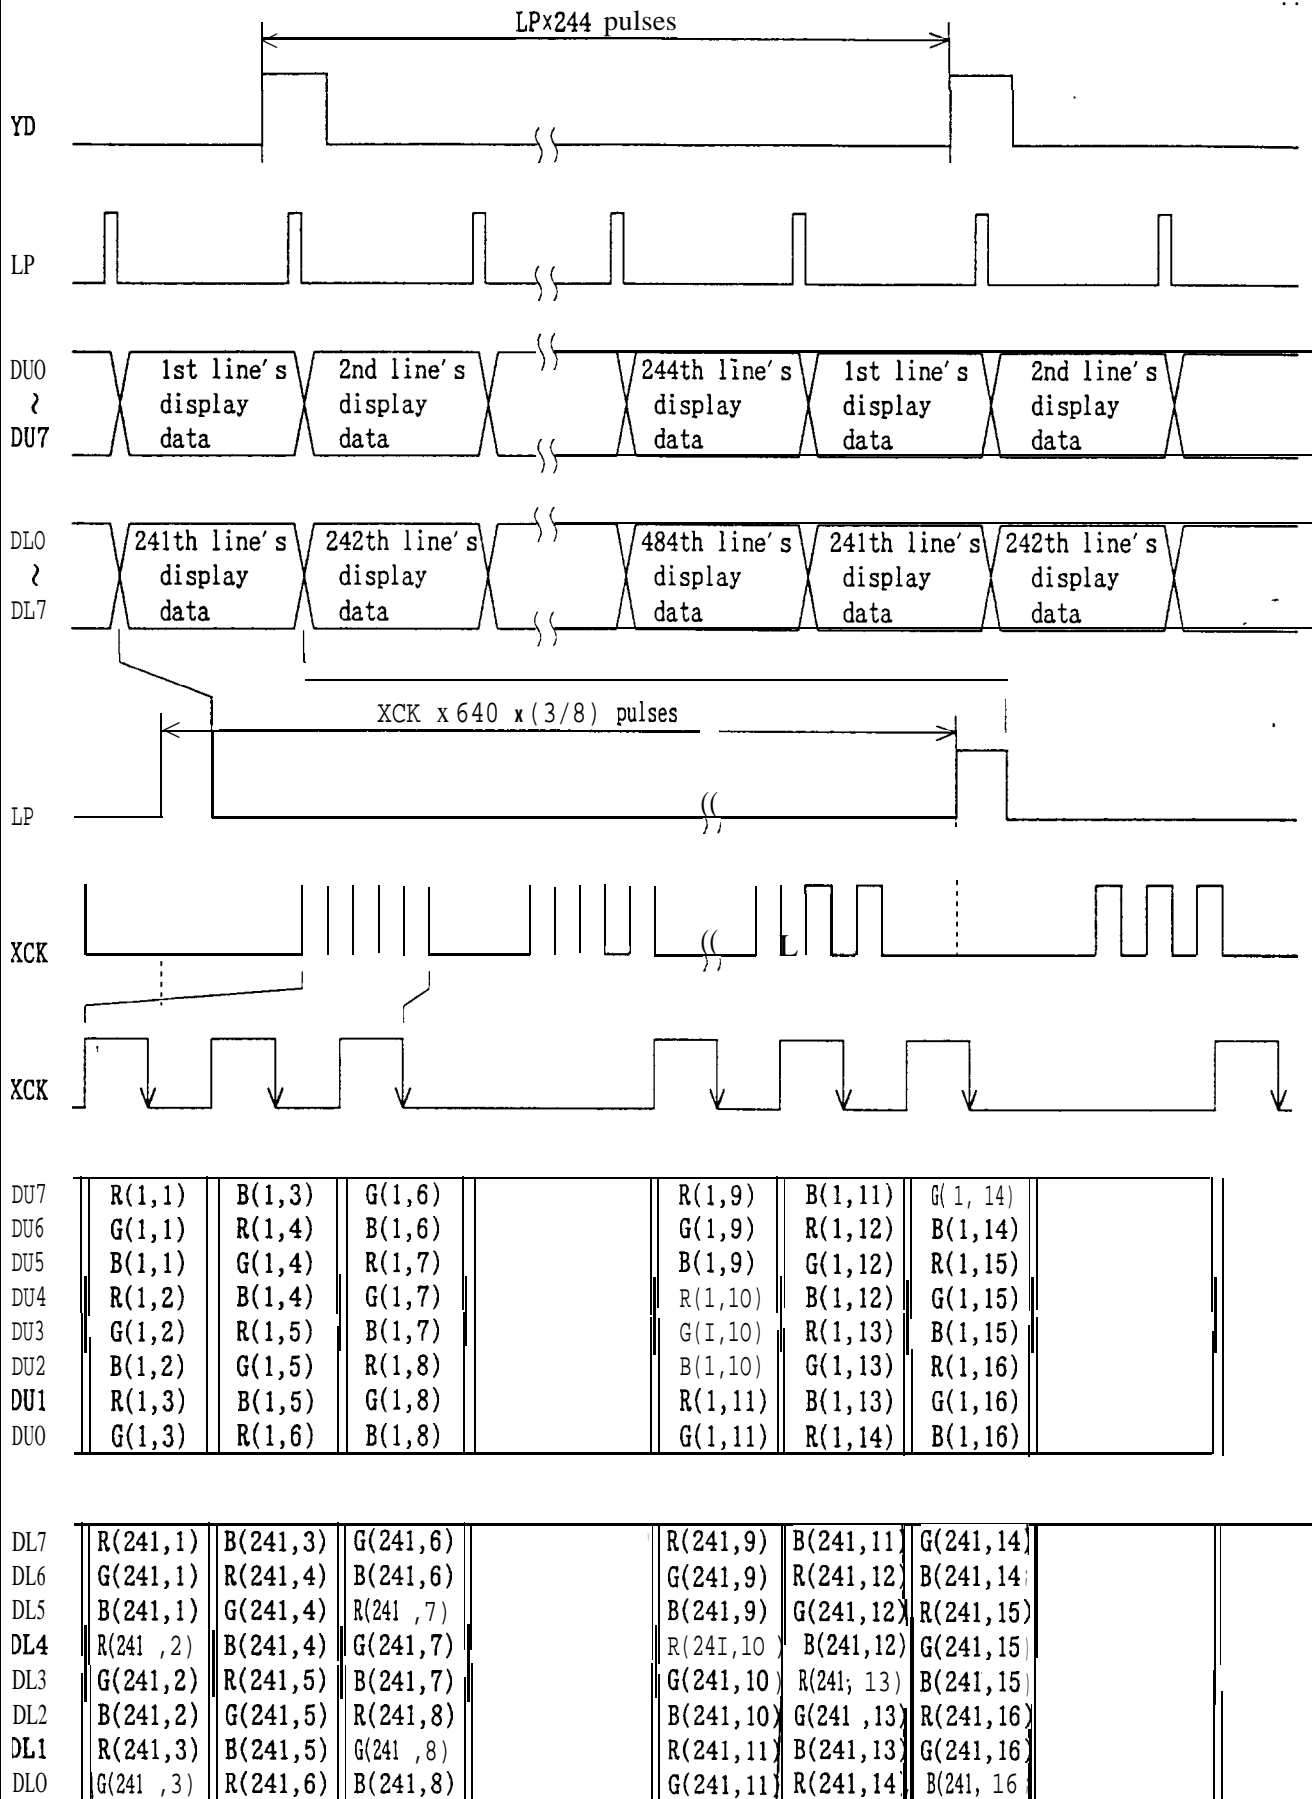 LP×244 pulses
YD
LP
DU0 1st line's 2nd line's 244th line's 1st line's 2nd line's
~ display display display display display
DU7 data data data data data
DL0 241th line's 242th line's 484th line's 241th line's 242th line's
~ display display display display display
DL7 data data data data data
XCK x 640 x (3/8) pulses
LP
XCK
XCK
DU7 R(1,1) B(1,3) G(1,6) R(1,9) B(1,11) G(1,14)
DU6 G(1,1) R(1,4) B(1,6) G(1,9) R(1,12) B(1,14)
DU5 B(1,1) G(1,4) R(1,7) B(1,9) G(1,12) R(1,15)
DU4 R(1,2) B(1,4) G(1,7) R(1,10) B(1,12) G(1,15)
DU3 G(1,2) R(1,5) B(1,7) G(I,10) R(1,13) B(1,15)
DU2 B(1,2) G(1,5) R(1,8) B(1,10) G(1,13) R(1,16)
DU1 R(1,3) B(1,5) G(1,8) R(1,11) B(1,13) G(1,16)
DU0 G(1,3) R(1,6) B(1,8) G(1,11) R(1,14) B(1,16)
DL7 R(241,1) B(241,3) G(241,6) R(241,9) B(241,11) G(241,14)
DL6 G(241,1) R(241,4) B(241,6) G(241,9) R(241,12) B(241,14
DL5 B(241,1) G(241,4) R(241 ,7) B(241,9) G(241,12) R(241,15)
DL4 R(241 ,2) B(241,4) G(241,7) R(24I,10 ) B(241,12) G(241,15)
DL3 G(241,2) R(241,5) B(241,7) G(241,10) R(241; 13) B(241,15)
DL2 B(241,2) G(241,5) R(241,8) B(241,10) G(241 ,13) R(241,16)
DL1 R(241,3) B(241,5) G(241 ,8) R(241,11) B(241,13) G(241,16)
DL0 G(241 ,3) R(241,6) B(241,8) G(241,11) R(241,14) B(241, 16